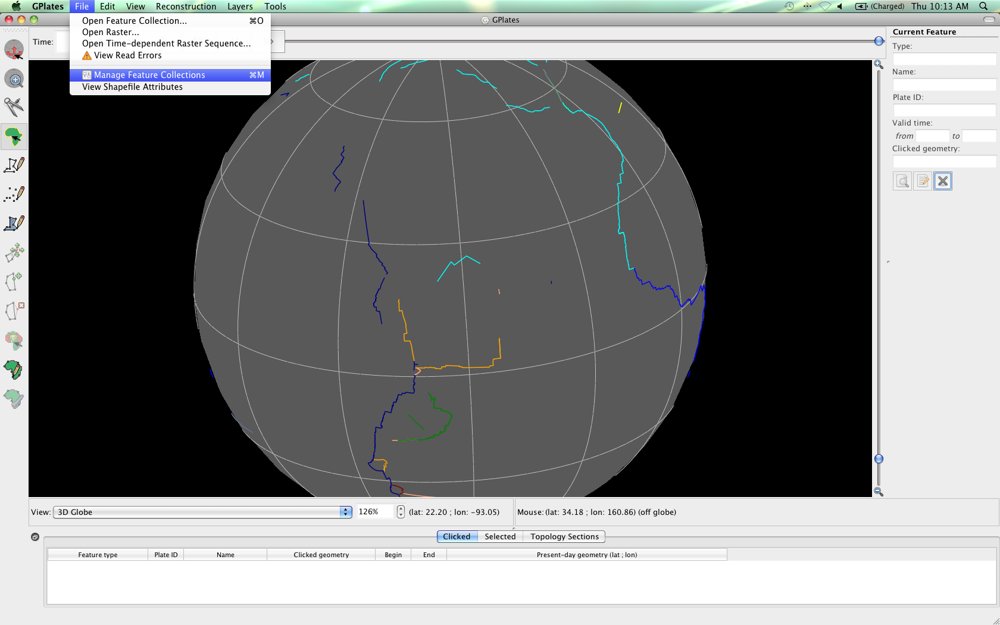 GPlates File Edit View Reconstruction Layers Tools (Charged) Thu 10:13 AM
GPlates
Open Feature Collection... ⌘O
Open Raster...
Open Time-dependent Raster Sequence...
View Read Errors
Manage Feature Collections ⌘M
View Shapefile Attributes
Time:
Current Feature
Type:
Name:
Plate ID:
Valid time:
from to
Clicked geometry:
View: 3D Globe 126% (lat: 22.20 ; lon: -93.05) Mouse: (lat: 34.18 ; lon: 160.86) (off globe)
Clicked Selected Topology Sections
Feature type Plate ID Name Clicked geometry Begin End Present-day geometry (lat ; lon)